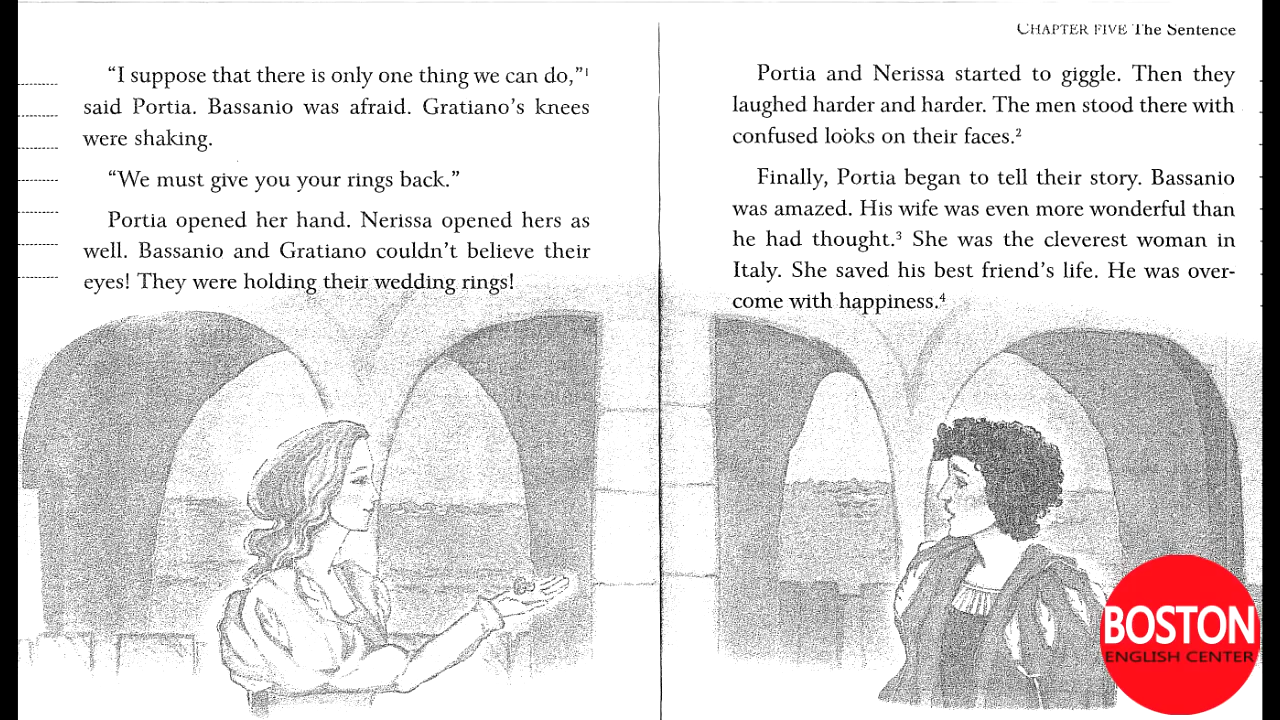 “I suppose that there is only one thing we can do,”¹
said Portia. Bassanio was afraid. Gratiano’s knees
were shaking.
“We must give you your rings back.”
Portia opened her hand. Nerissa opened hers as
well. Bassanio and Gratiano couldn’t believe their
eyes! They were holding their wedding rings!
CHAPTER FIVE The Sentence
Portia and Nerissa started to giggle. Then they
laughed harder and harder. The men stood there with
confused looks on their faces.²
Finally, Portia began to tell their story. Bassanio
was amazed. His wife was even more wonderful than
he had thought.³ She was the cleverest woman in
Italy. She saved his best friend’s life. He was over-
come with happiness.⁴
BOSTON
ENGLISH CENTER